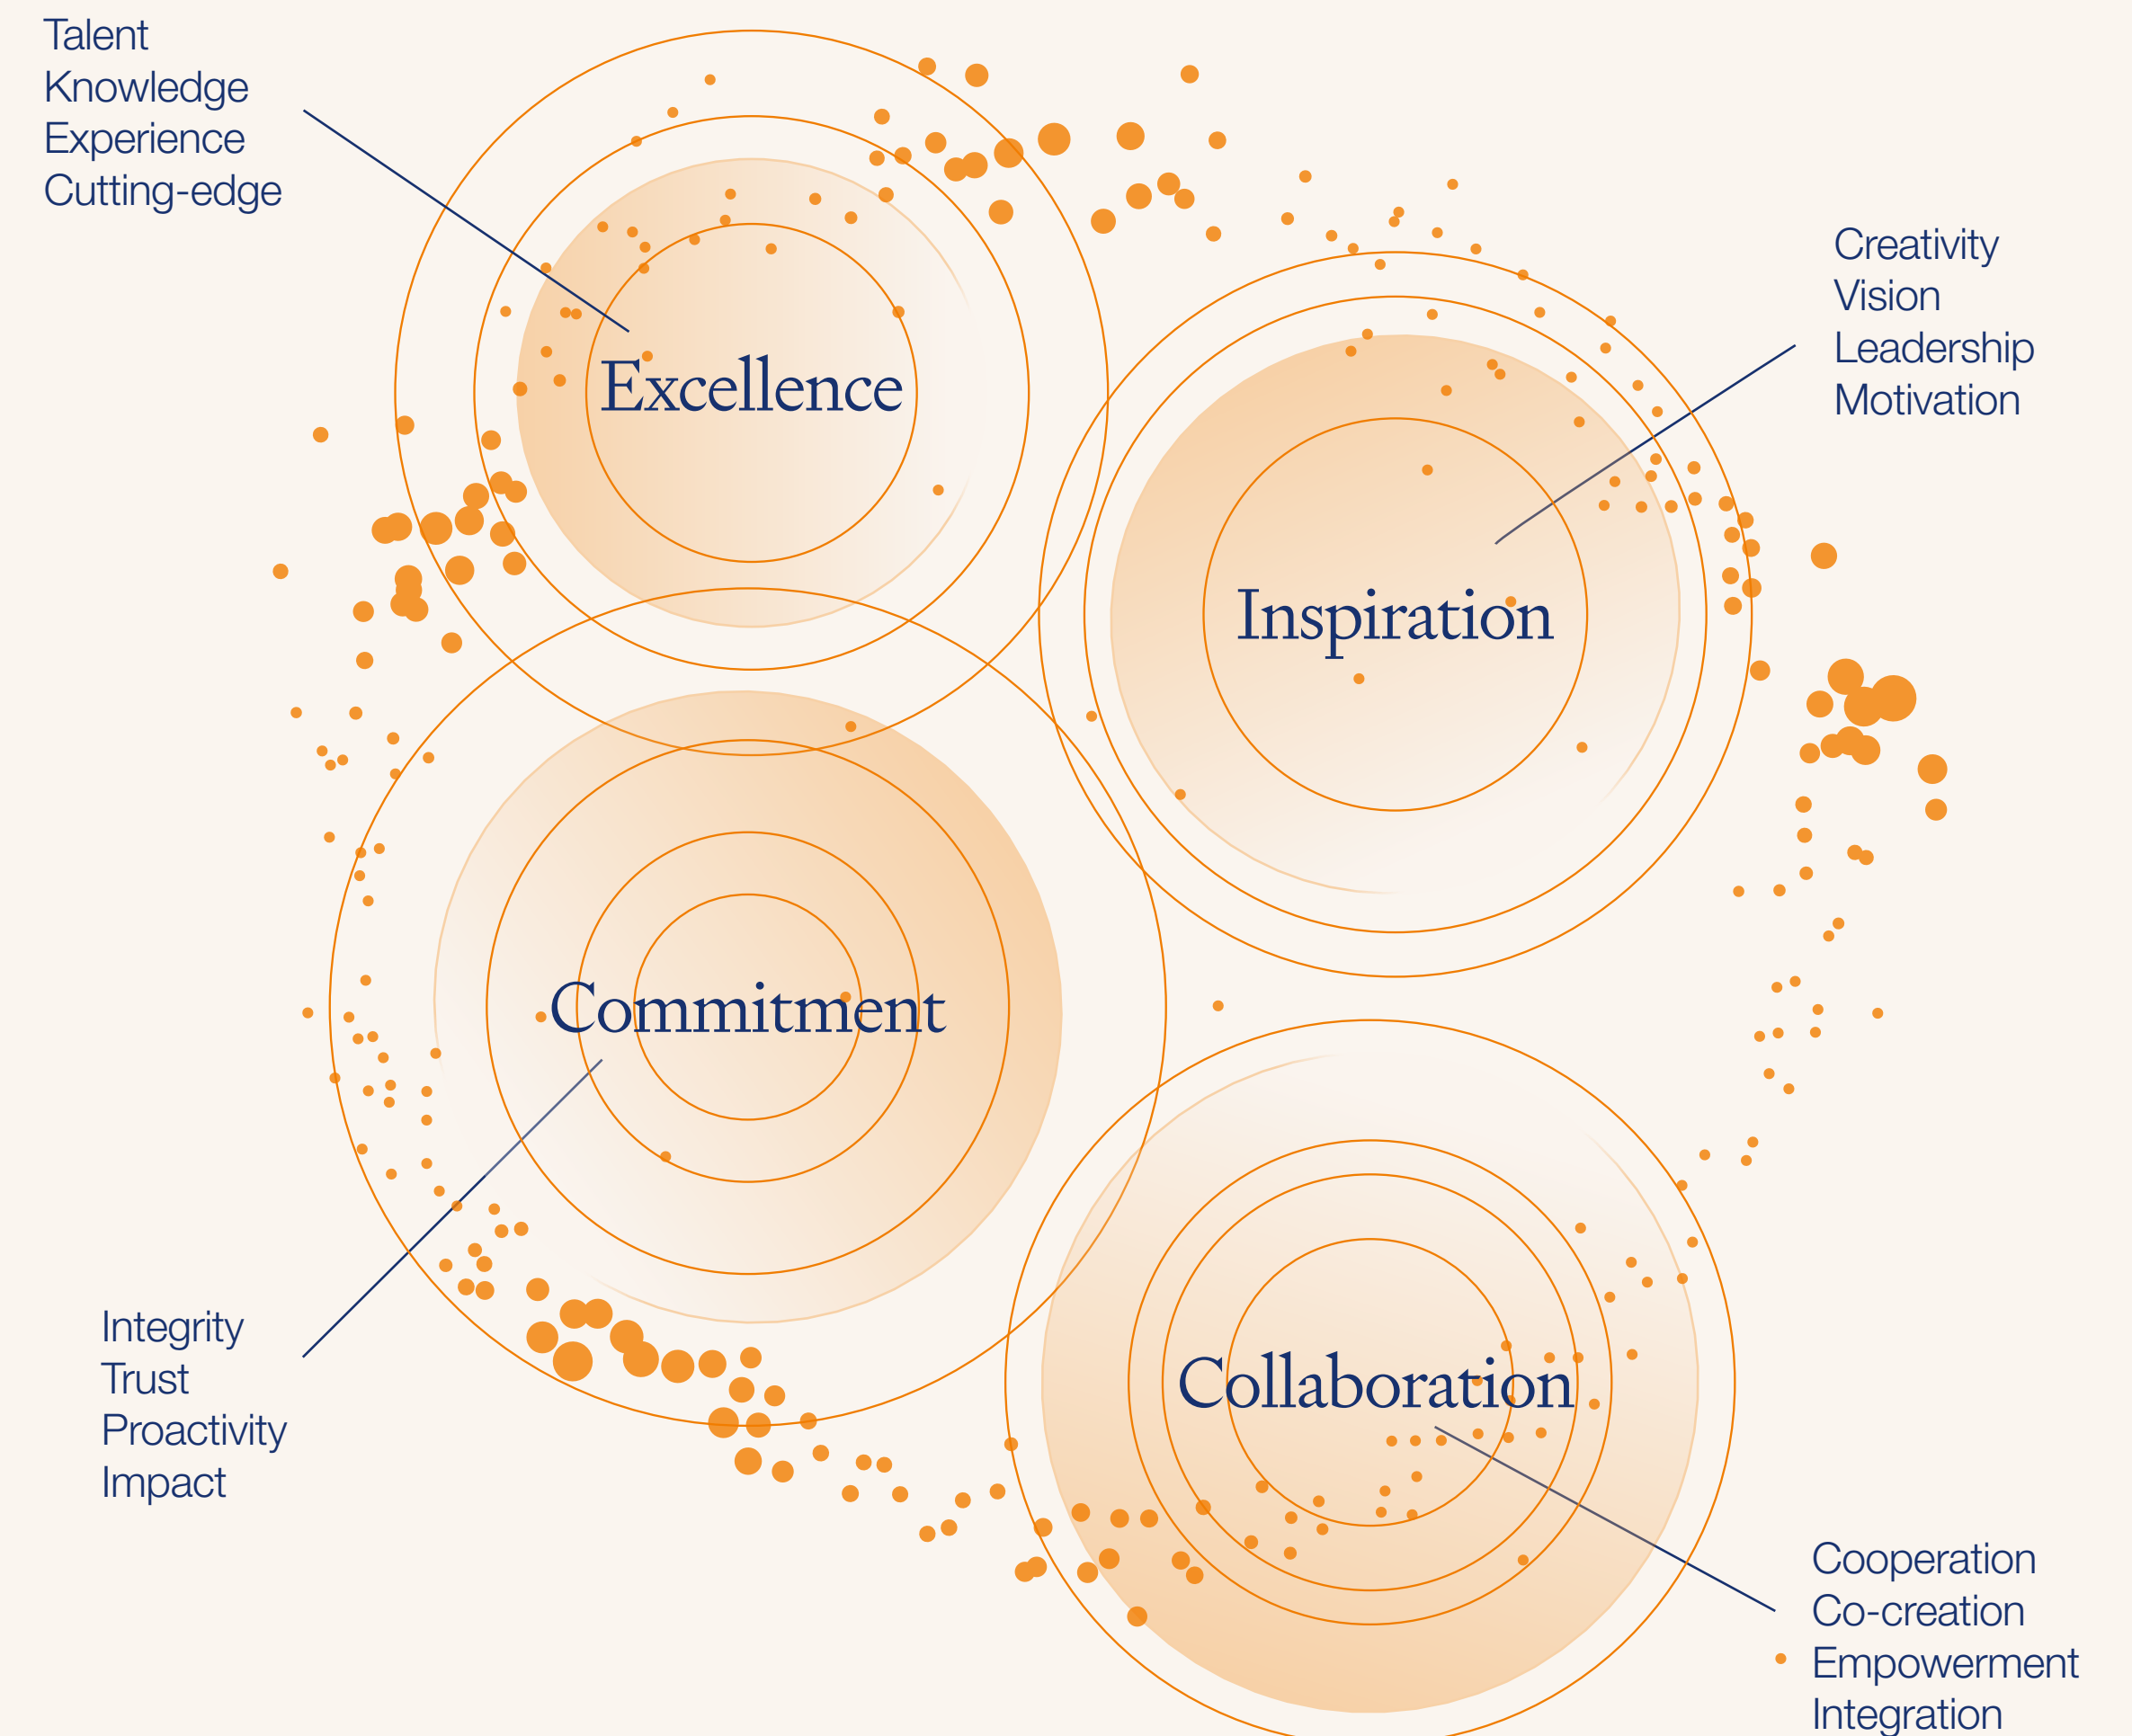 Talent
Knowledge
Experience
Cutting-edge
Excellence
Creativity
Vision
Leadership
Motivation
Inspiration
Commitment
Integrity
Trust
Proactivity
Impact
Collaboration
Cooperation
Co-creation
Empowerment
Integration